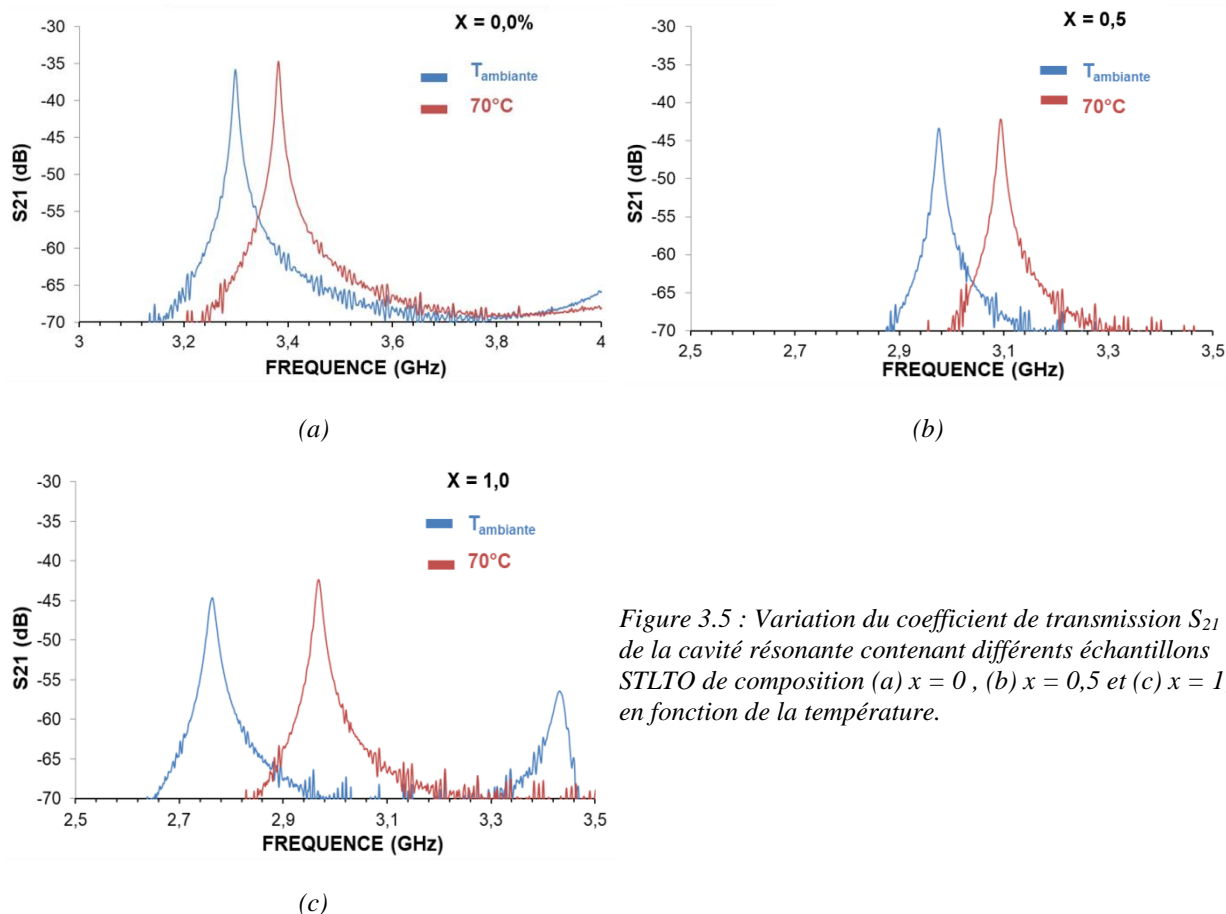 X = 0,0%
-30
-35
-40
-45
-50
-55
-60
-65
-70
S21 (dB)
T ambiante
70°C
3
3,2
3,4
3,6
3,8
4
FREQUENCE (GHz)
(a)
X = 0,5
-30
-35
-40
-45
-50
-55
-60
-65
-70
S21 (dB)
T ambiante
70°C
2,5
2,7
2,9
3,1
3,3
3,5
FREQUENCE (GHz)
(b)
X = 1,0
-30
-35
-40
-45
-50
-55
-60
-65
-70
S21 (dB)
T ambiante
70°C
2,5
2,7
2,9
3,1
3,3
3,5
FREQUENCE (GHz)
(c)
Figure 3.5 : Variation du coefficient de transmission S21
de la cavité résonante contenant différents échantillons
STLTO de composition (a) x = 0 , (b) x = 0,5 et (c) x = 1
en fonction de la température.